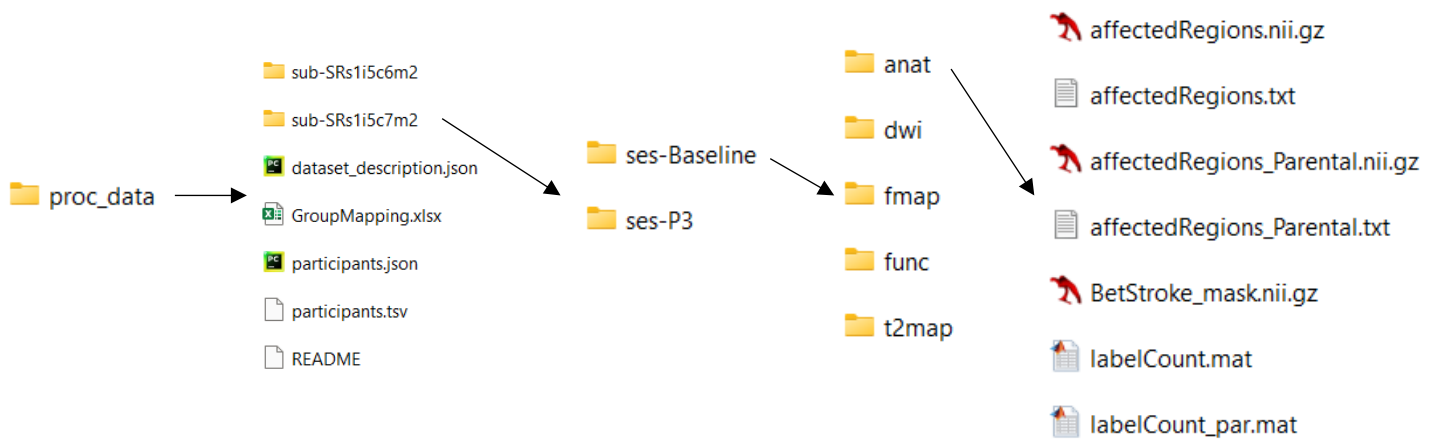 proc_data
sub-SRs1i5c6m2
sub-SRs1i5c7m2
dataset_description.json
GroupMapping.xlsx
participants.json
participants.tsv
README
ses-Baseline
ses-P3
anat
dwi
fmap
func
t2map
affectedRegions.nii.gz
affectedRegions.txt
affectedRegions_Parental.nii.gz
affectedRegions_Parental.txt
BetStroke_mask.nii.gz
labelCount.mat
labelCount_par.mat